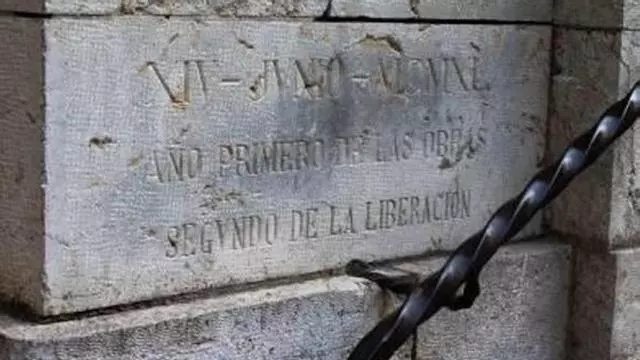 XIV – JVNIO – MCMXL
AÑO PRIMERO DE LAS OBRAS
SEGVNDO DE LA LIBERACIÓN